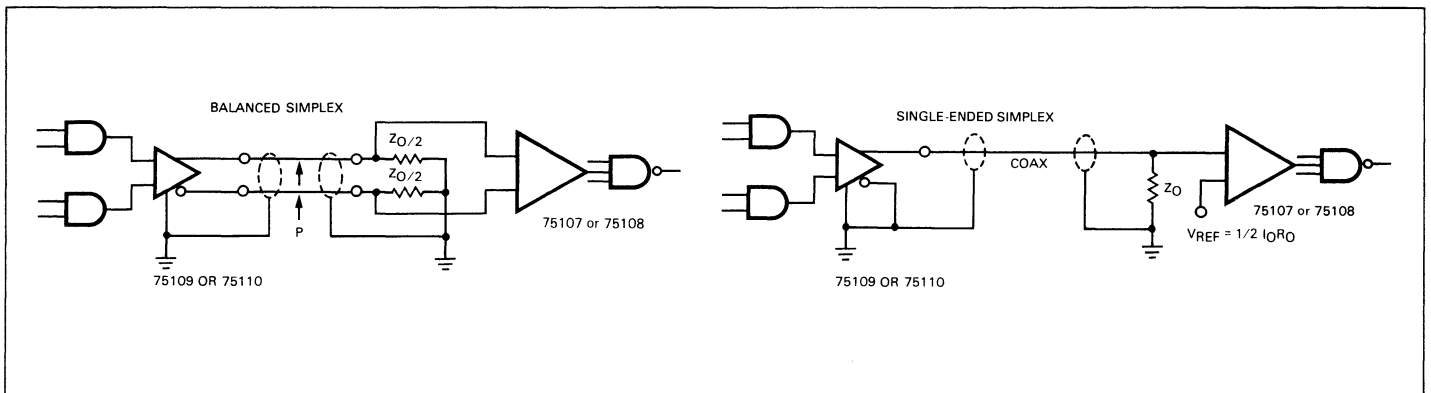 BALANCED SIMPLEX
ZO/2
ZO/2
P
75107 or 75108
75109 OR 75110
SINGLE-ENDED SIMPLEX
COAX
ZO
75107 or 75108
VREF = 1/2 IORO
75109 OR 75110